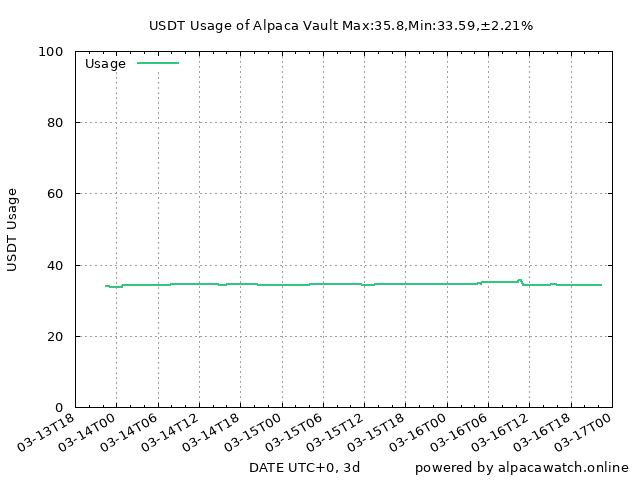 USDT Usage of Alpaca Vault Max:35.8,Min:33.59,±2.21%
Usage
100
80
60
40
20
0
USDT Usage
03-13T18
03-14T00
03-14T06
03-14T12
03-14T18
03-15T00
03-15T06
03-15T12
03-15T18
03-16T00
03-16T06
03-16T12
03-16T18
03-17T00
DATE UTC+0, 3d
powered by alpacawatch.online